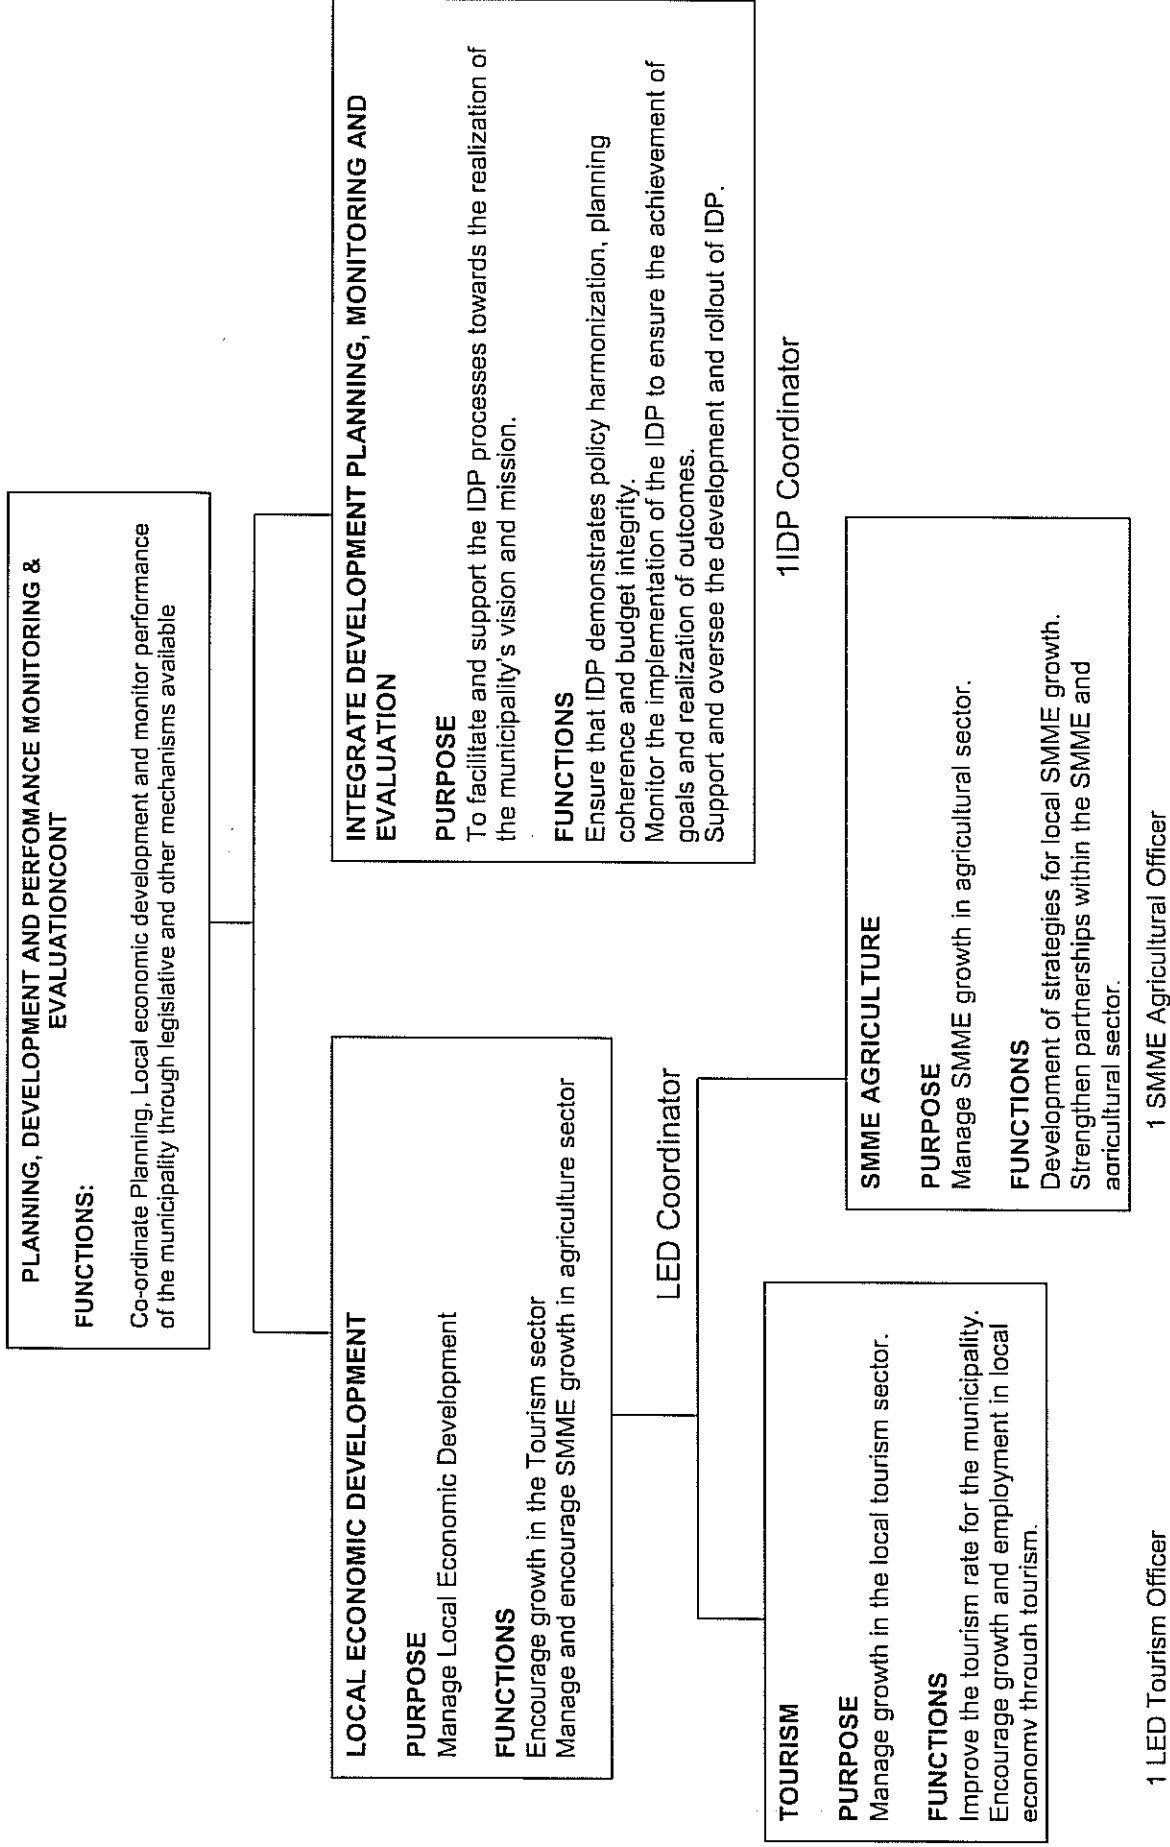 PLANNING, DEVELOPMENT AND PERFOMANCE MONITORING &
EVALUATIONCONT
FUNCTIONS:
Co-ordinate Planning, Local economic development and monitor performance
of the municipality through legislative and other mechanisms available
LOCAL ECONOMIC DEVELOPMENT
PURPOSE
Manage Local Economic Development
FUNCTIONS
Encourage growth in the Tourism sector
Manage and encourage SMME growth in agriculture sector
LED Coordinator
INTEGRATE DEVELOPMENT PLANNING, MONITORING AND
EVALUATION
PURPOSE
To facilitate and support the IDP processes towards the realization of
the municipality's vision and mission.
FUNCTIONS
Ensure that IDP demonstrates policy harmonization, planning
coherence and budget integrity.
Monitor the implementation of the IDP to ensure the achievement of
goals and realization of outcomes.
Support and oversee the development and rollout of IDP.
1IDP Coordinator
TOURISM
PURPOSE
Manage growth in the local tourism sector.
FUNCTIONS
Improve the tourism rate for the municipality.
Encourage growth and employment in local
economy through tourism.
1 LED Tourism Officer
SMME AGRICULTURE
PURPOSE
Manage SMME growth in agricultural sector.
FUNCTIONS
Development of strategies for local SMME growth.
Strengthen partnerships within the SMME and
agricultural sector.
1 SMME Agricultural Officer